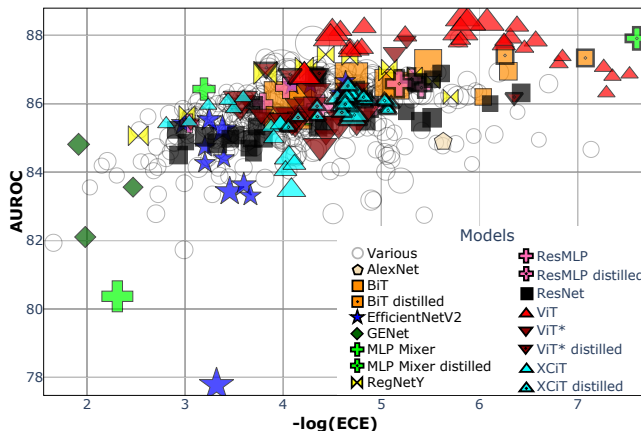 88
86
84
82
80
78
AUROC
2
3
4
5
6
7
-log(ECE)
Models
Various
AlexNet
BiT
BiT distilled
EfficientNetV2
GENet
MLP Mixer
MLP Mixer distilled
RegNetY
ResMLP
ResMLP distilled
ResNet
ViT
ViT*
ViT* distilled
XCiT
XCiT distilled